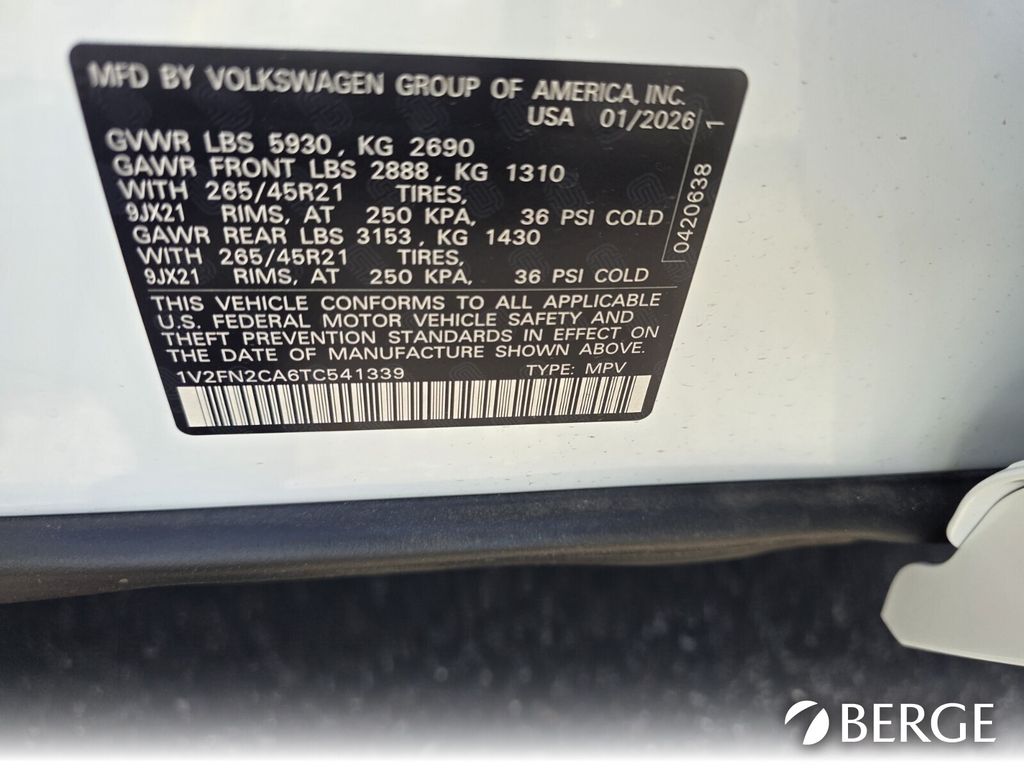 MFD BY VOLKSWAGEN GROUP OF AMERICA, INC.
USA 01/2026 1
GVWR LBS 5930, KG 2690
GAWR FRONT LBS 2888, KG 1310
WITH 265/45R21 TIRES,
9JX21 RIMS, AT 250 KPA, 36 PSI COLD
GAWR REAR LBS 3153, KG 1430
WITH 265/45R21 TIRES,
9JX21 RIMS, AT 250 KPA, 36 PSI COLD
0420638
THIS VEHICLE CONFORMS TO ALL APPLICABLE
U.S. FEDERAL MOTOR VEHICLE SAFETY AND
THEFT PREVENTION STANDARDS IN EFFECT ON
THE DATE OF MANUFACTURE SHOWN ABOVE.
1V2FN2CA6TC541339 TYPE: MPV
BERGE